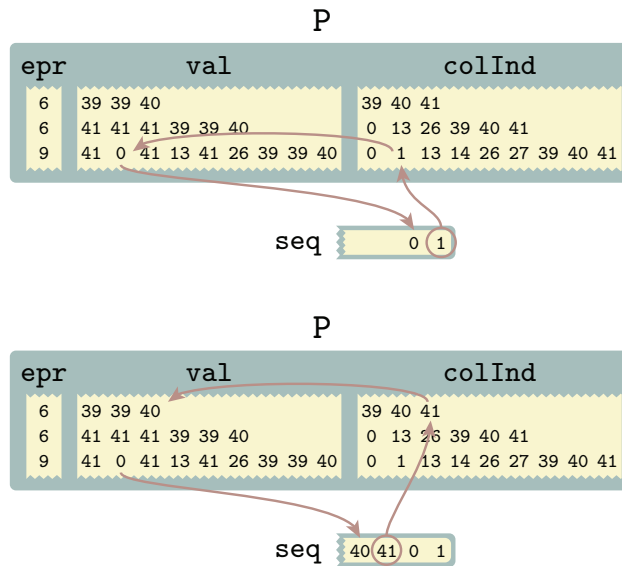 P
epr val colInd
6 39 39 40 39 40 41
6 41 41 41 39 39 40 0 13 26 39 40 41
9 41 0 41 13 41 26 39 39 40 0 1 13 14 26 27 39 40 41
seq 0 1
P
epr val colInd
6 39 39 40 39 40 41
6 41 41 41 39 39 40 0 13 26 39 40 41
9 41 0 41 13 41 26 39 39 40 0 1 13 14 26 27 39 40 41
seq 40 41 0 1